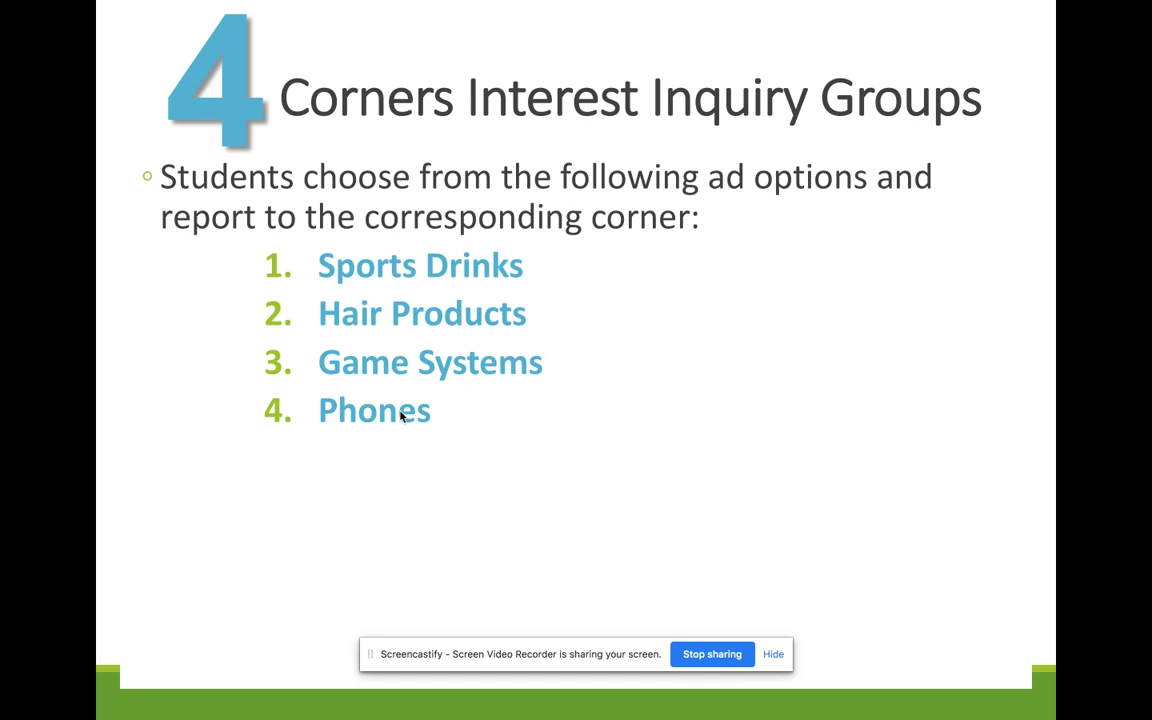 4 Corners Interest Inquiry Groups
Students choose from the following ad options and
report to the corresponding corner:
1. Sports Drinks
2. Hair Products
3. Game Systems
4. Phones
Screencastify - Screen Video Recorder is sharing your screen. Stop sharing Hide